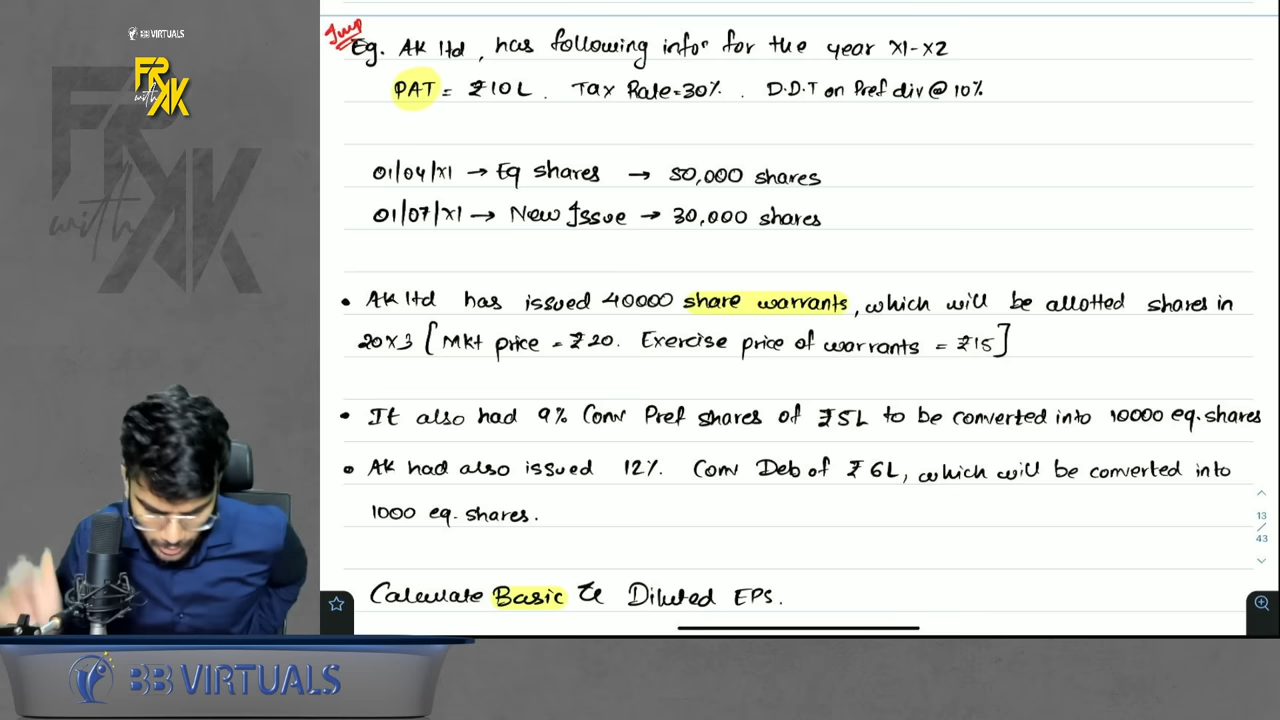 BB VIRTUALS
FR
with
AK
FR
with
AK
Imp
Eg. AK ltd, has following infoⁿ for the year X1-X2
PAT = ₹10L. Tax Rate=30%. D.D.T on Pref div @ 10%
01/04/X1 → Eq shares → 50,000 shares
01/07/X1 → New Issue → 30,000 shares
• AK ltd has issued 40000 share warrants, which will be allotted shares in
20X3 [Mkt price = ₹20. Exercise price of warrants = ₹15]
• It also had 9% Conv Pref shares of ₹5L to be converted into 10000 eq.shares
• AK had also issued 12% Conv Deb of ₹6L, which will be converted into
1000 eq.shares.
13
/
43
Calculate Basic & Diluted EPS.
BB VIRTUALS